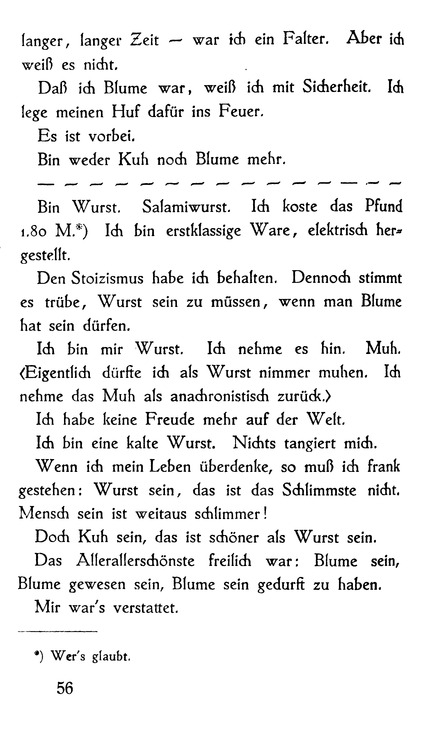 langer, langer Zeit — war ich ein Falter. Aber ich
weiß es nicht.
Daß ich Blume war, weiß ich mit Sicherheit. Ich
lege meinen Huf dafür ins Feuer.
Es ist vorbei.
Bin weder Kuh noch Blume mehr.
— — — — — — — — — — — — — — — — — —
Bin Wurst. Salamiwurst. Ich koste das Pfund
1.80 M.*) Ich bin erstklassige Ware, elektrisch her-
gestellt.
Den Stoizismus habe ich behalten. Dennoch stimmt
es trübe, Wurst sein zu müssen, wenn man Blume
hat sein dürfen.
Ich bin mir Wurst. Ich nehme es hin. Muh.
(Eigentlich dürfte ich als Wurst nimmer muhen. Ich
nehme das Muh als anachronistisch zurück.)
Ich habe keine Freude mehr auf der Welt.
Ich bin eine kalte Wurst. Nichts tangiert mich.
Wenn ich mein Leben überdenke, so muß ich frank
gestehen: Wurst sein, das ist das Schlimmste nicht.
Mensch sein ist weitaus schlimmer!
Doch Kuh sein, das ist schöner als Wurst sein.
Das Allerallerschönste freilich war: Blume sein,
Blume gewesen sein, Blume sein gedurft zu haben.
Mir war's verstattet.
*) Wer's glaubt.
56